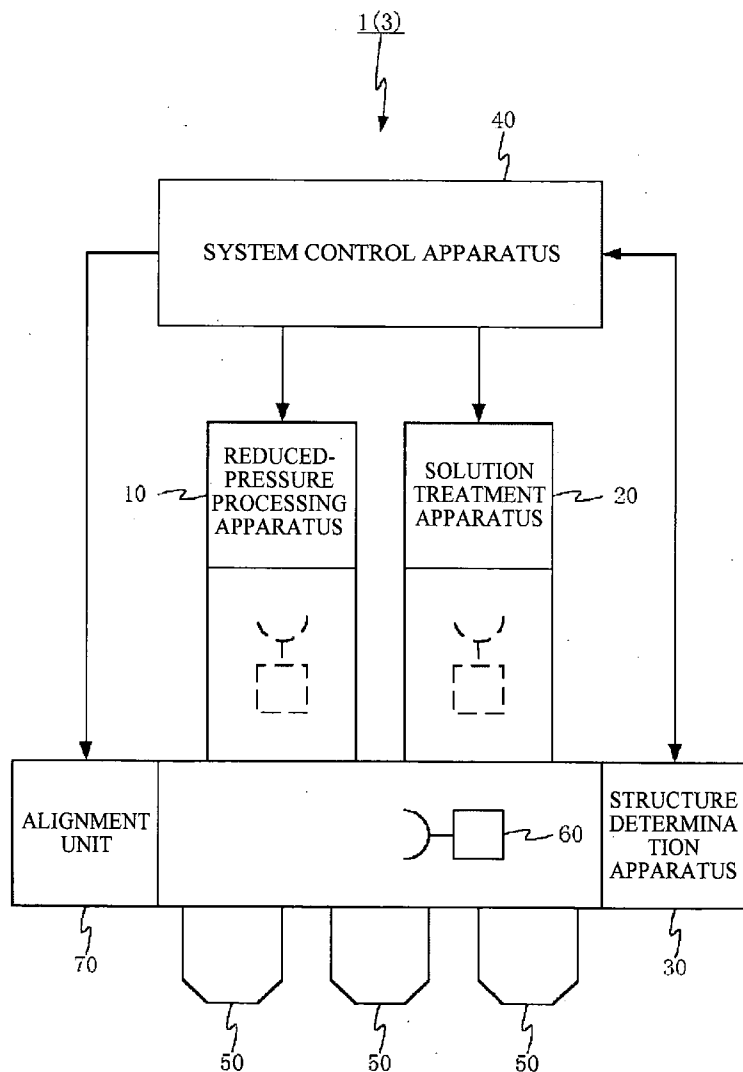 1(3)
40
SYSTEM CONTROL APPARATUS
REDUCED-
PRESSURE
PROCESSING
APPARATUS
10
SOLUTION
TREATMENT
APPARATUS
20
ALIGNMENT
UNIT
60
STRUCTURE
DETERMINA
TION
APPARATUS
70
30
50
50
50